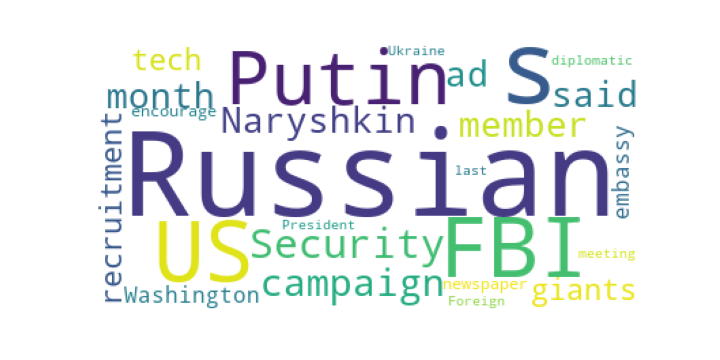 Ukraine
tech Putin ad S diplomatic
month said
encourage Naryshkin member
recruitment Russian embassy
last
President
US Security FBI meeting
Washington campaign newspaper giants
Foreign